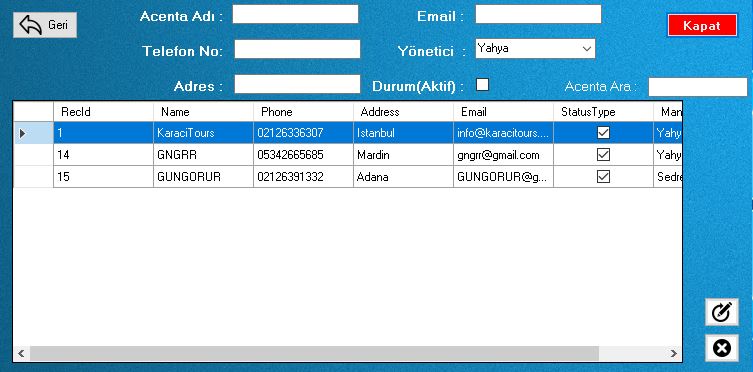 Geri
Acenta Adı :
Email :
Kapat
Telefon No:
Yönetici :
Yahya
Adres :
Durum(Aktif) :
Acenta Ara :
RecId Name Phone Address Email StatusType Man
1 KaraciTours 02126336307 Istanbul info@karacitours.... Yahy
14 GNGRR 05342665685 Mardin gngrr@gmail.com Yahy
15 GUNGORUR 02126391332 Adana GUNGORUR@g... Sedre